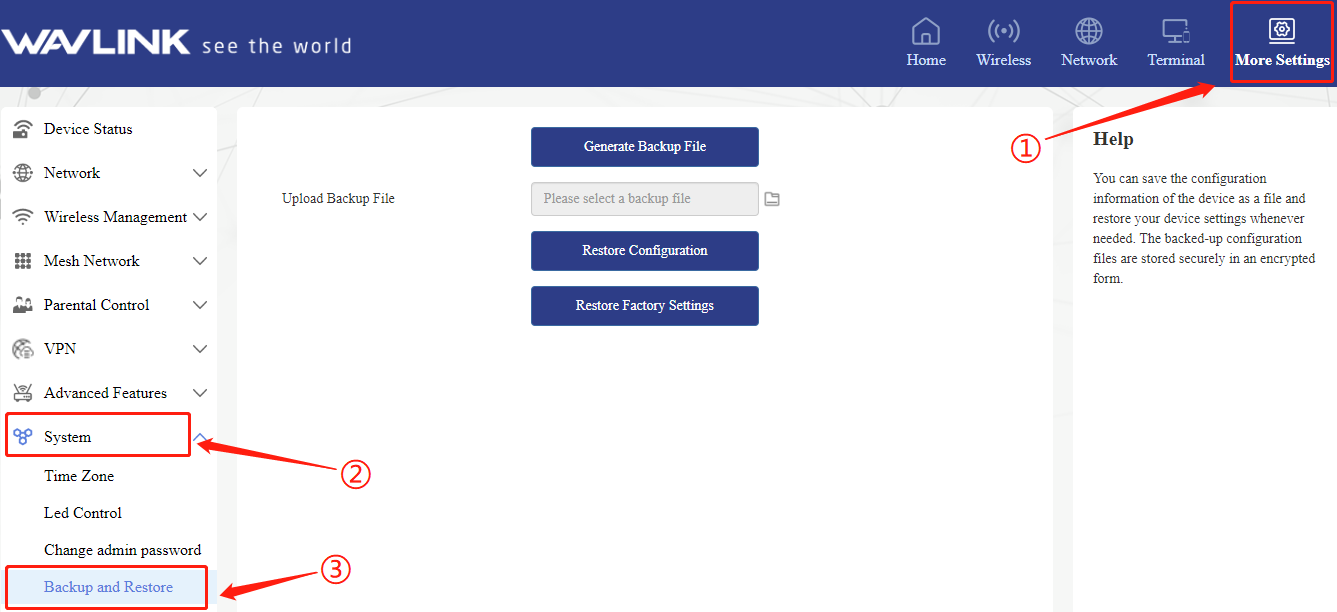 WAVLINK see the world
Home
Wireless
Network
Terminal
More Settings
①
Device Status
Network
Wireless Management
Mesh Network
Parental Control
VPN
Advanced Features
System
②
Time Zone
Led Control
Change admin password
Backup and Restore
③
Generate Backup File
Upload Backup File
Please select a backup file
Restore Configuration
Restore Factory Settings
Help
You can save the configuration
information of the device as a file and
restore your device settings whenever
needed. The backed-up configuration
files are stored securely in an encrypted
form.